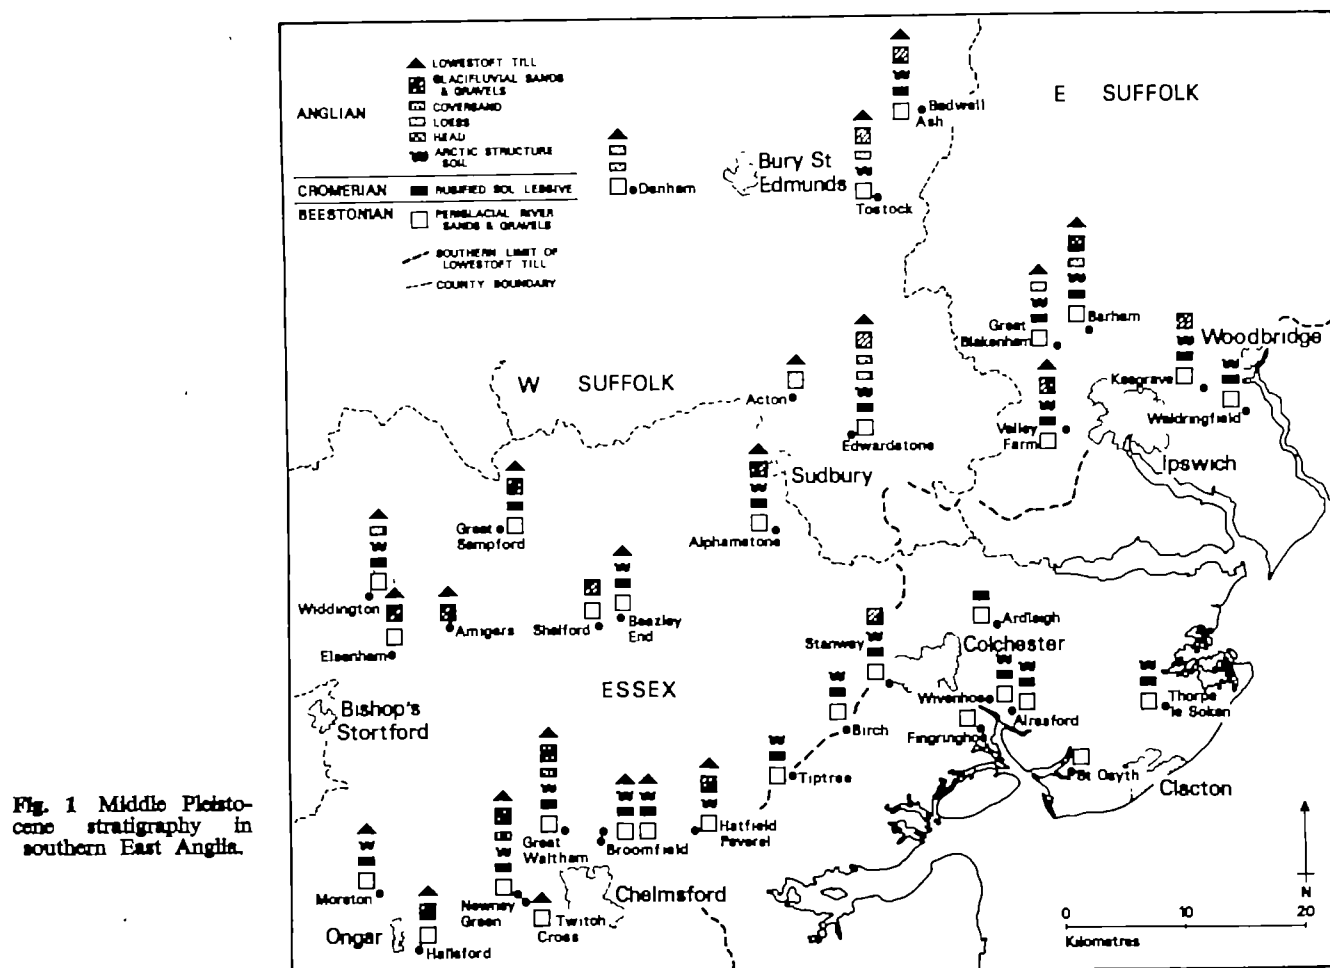 ANGLIAN
LOWESTOFT TILL
GLACIFLUVIAL SANDS
& GRAVELS
COVERSAND
LOESS
HEAD
ARCTIC STRUCTURE
SOIL
CROMERIAN
RUBIFIED SOL LESSIVE
BEESTONIAN
PERIGLACIAL RIVER
SANDS & GRAVELS
SOUTHERN LIMIT OF
LOWESTOFT TILL
COUNTY BOUNDARY
E SUFFOLK
Badwell
Ash
Bury St
Edmunds
Denham
Tostock
Great
Blakenham
Barham
Woodbridge
Kesgrave
Waldringfield
W SUFFOLK
Acton
Edwardstone
Valley
Farm
Ipswich
Sudbury
Great
Sampford
Alphamstone
Widdington
Elsenham
Amigers
Shalford
Beazley
End
Stanway
Ardleigh
Colchester
ESSEX
Bishop's
Stortford
Wivenhoe
Alresford
Thorpe
le Soken
Birch
Fingringhoe
St Osyth
Clacton
Tiptree
Great
Waltham
Broomfield
Hatfield
Peverel
Moreton
Newney
Green
Twitch
Cross
Chelmsford
Ongar
Hallsford
N
0 10 20
Kilometres
Fig. 1 Middle Pleisto-
cene stratigraphy in
southern East Anglia.